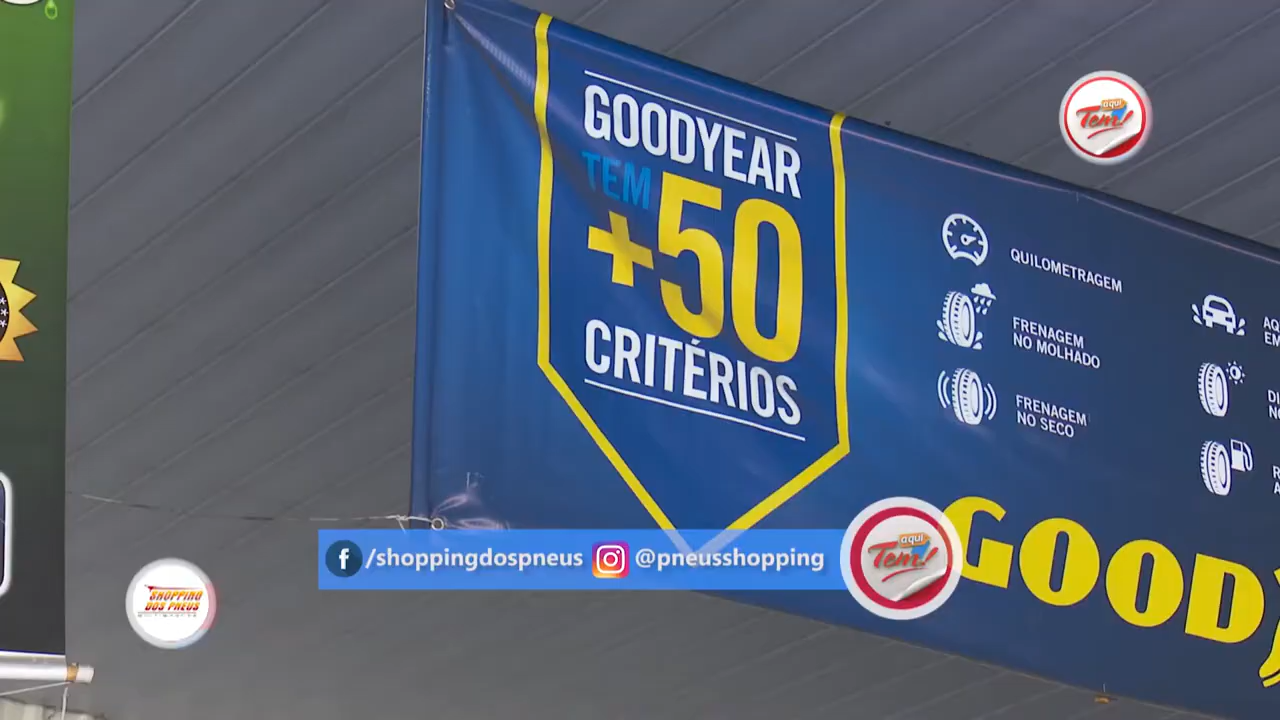 GOODYEAR
TEM
+50
CRITÉRIOS
QUILOMETRAGEM
FRENAGEM
NO MOLHADO
FRENAGEM
NO SECO
aqui
Tem!
/shoppingdospneus @pneusshopping
aqui
Tem!
SHOPPING
DOS PNEUS